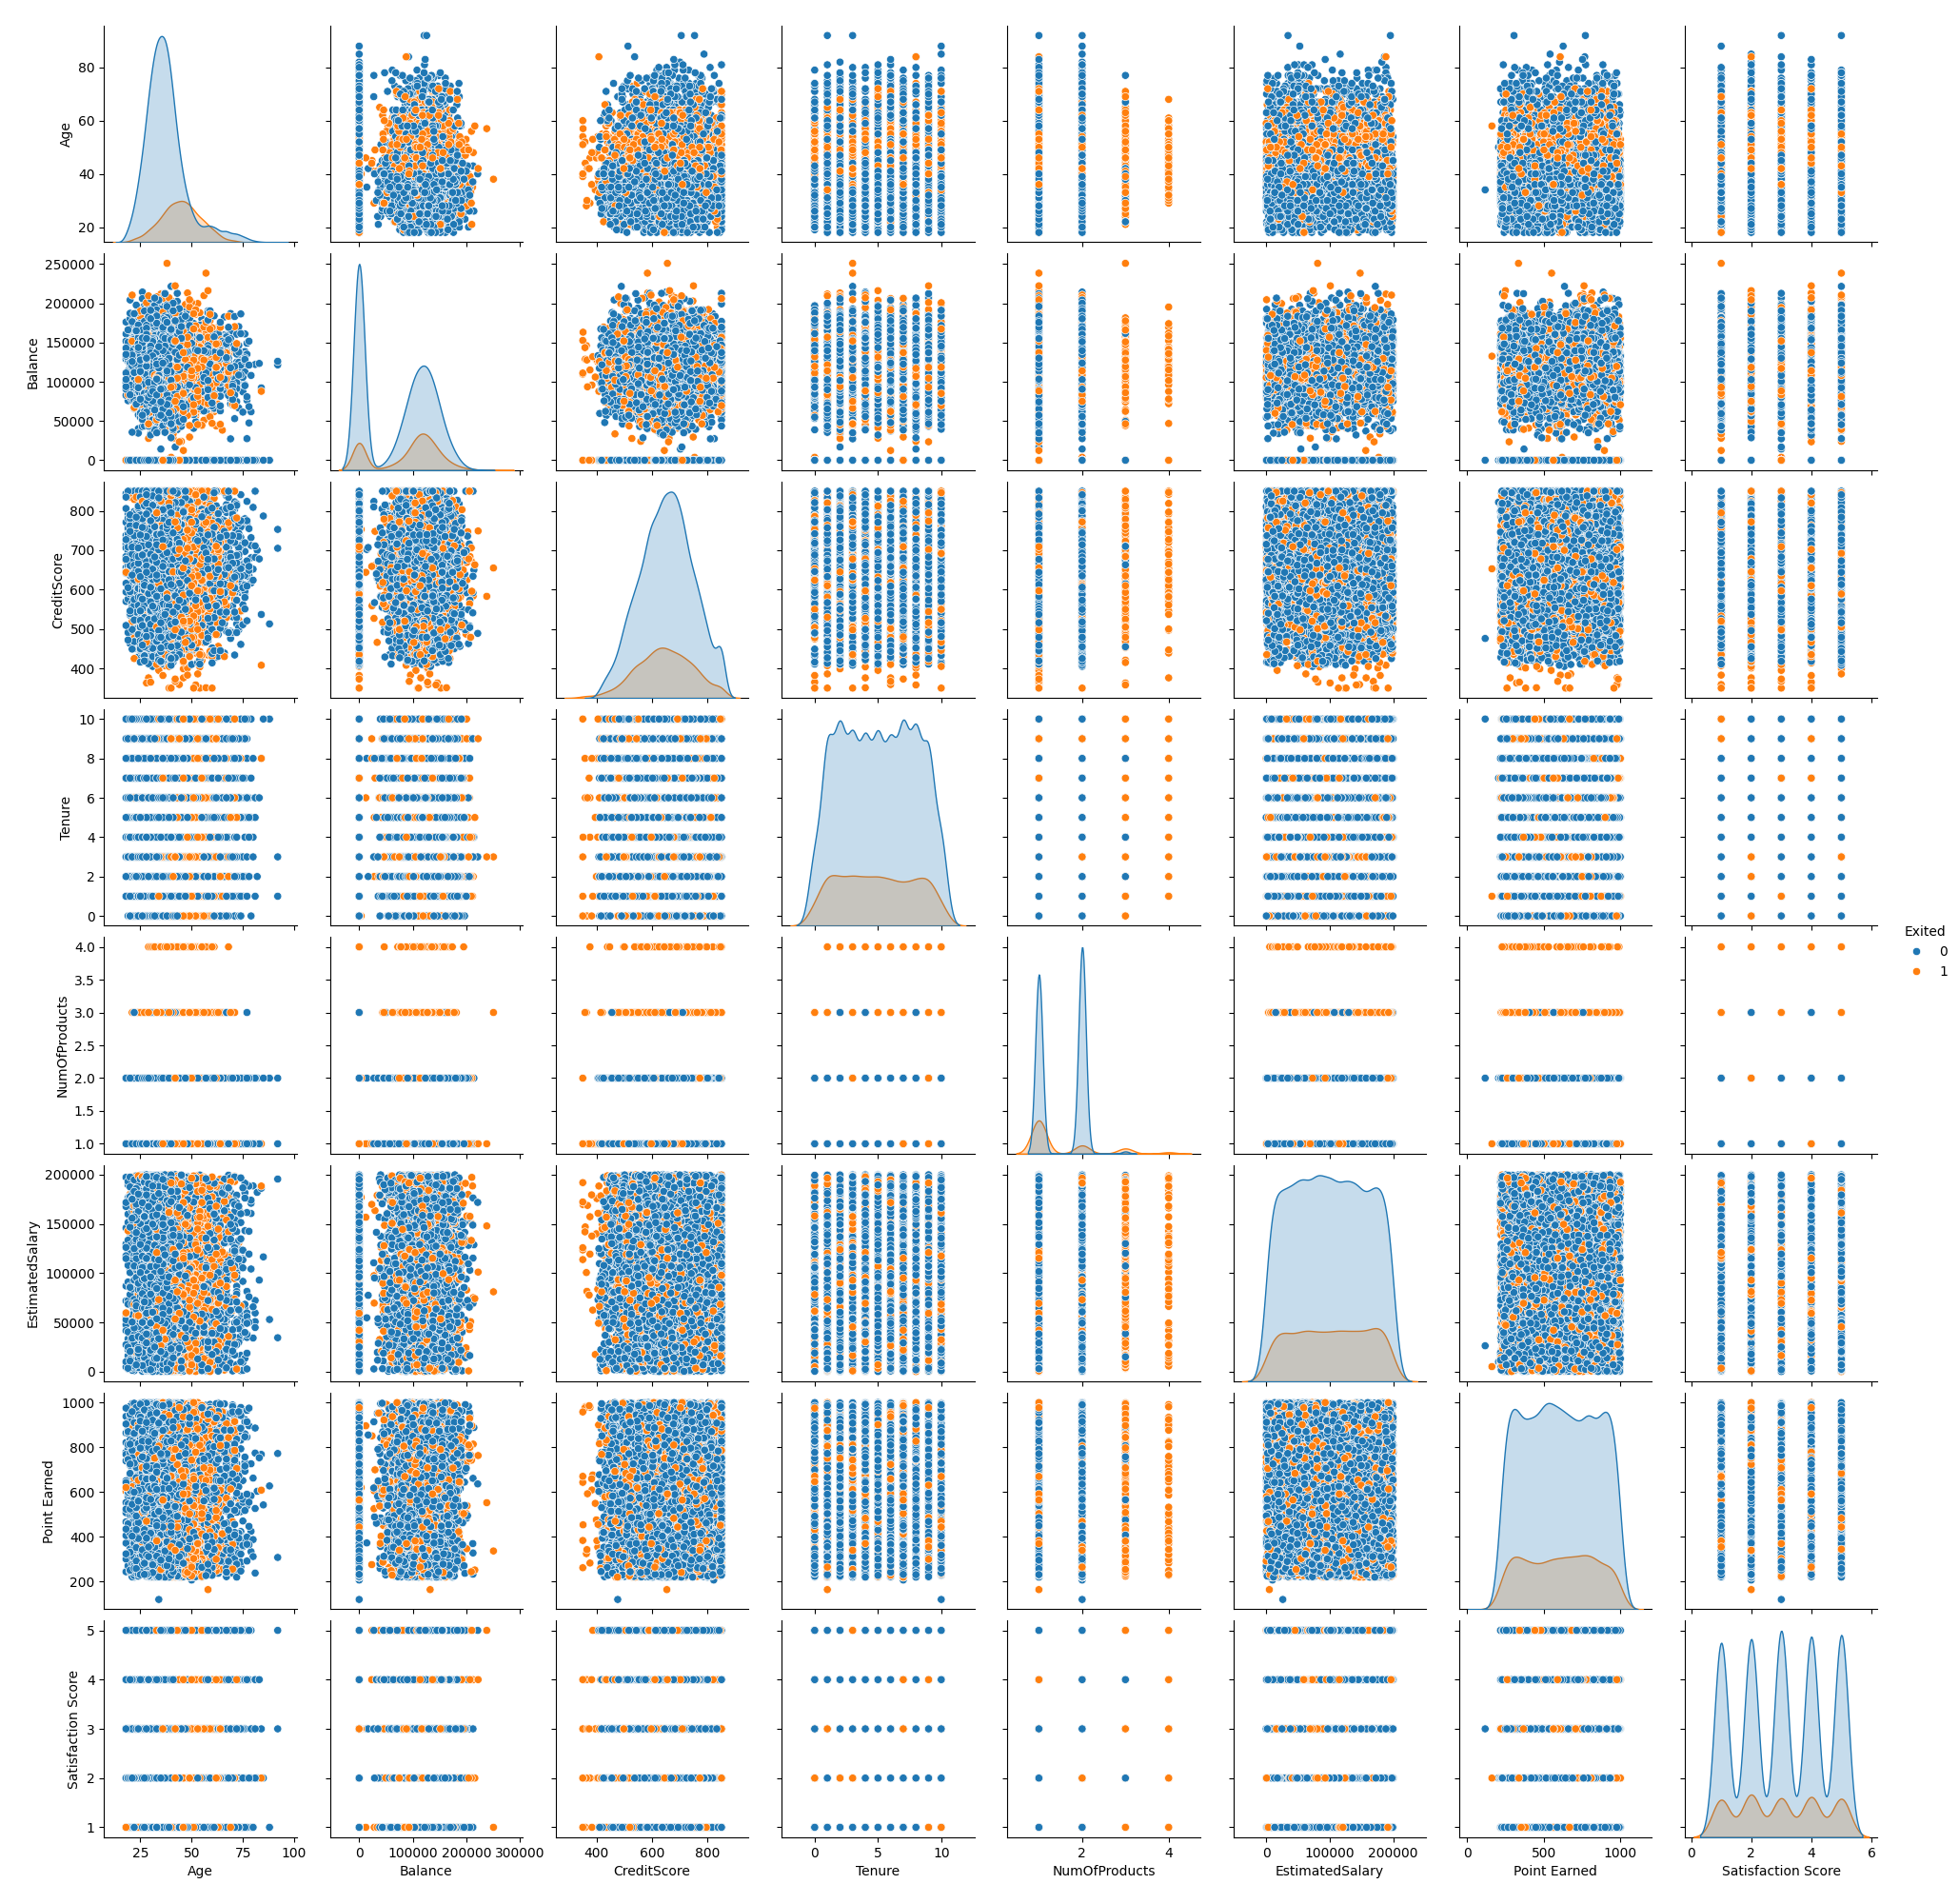 80
60
40
20
Age
250000
200000
150000
100000
50000
0
Balance
800
700
600
500
400
CreditScore
10
8
6
4
2
0
Tenure
4.0
3.5
3.0
2.5
2.0
1.5
1.0
NumOfProducts
Exited
0
1
200000
150000
100000
50000
0
EstimatedSalary
1000
800
600
400
200
Point Earned
5
4
3
2
1
Satisfaction Score
25 50 75 100
Age
0 100000 200000 300000
Balance
400 600 800
CreditScore
0 5 10
Tenure
2 4
NumOfProducts
0 100000 200000
EstimatedSalary
0 500 1000
Point Earned
0 2 4 6
Satisfaction Score